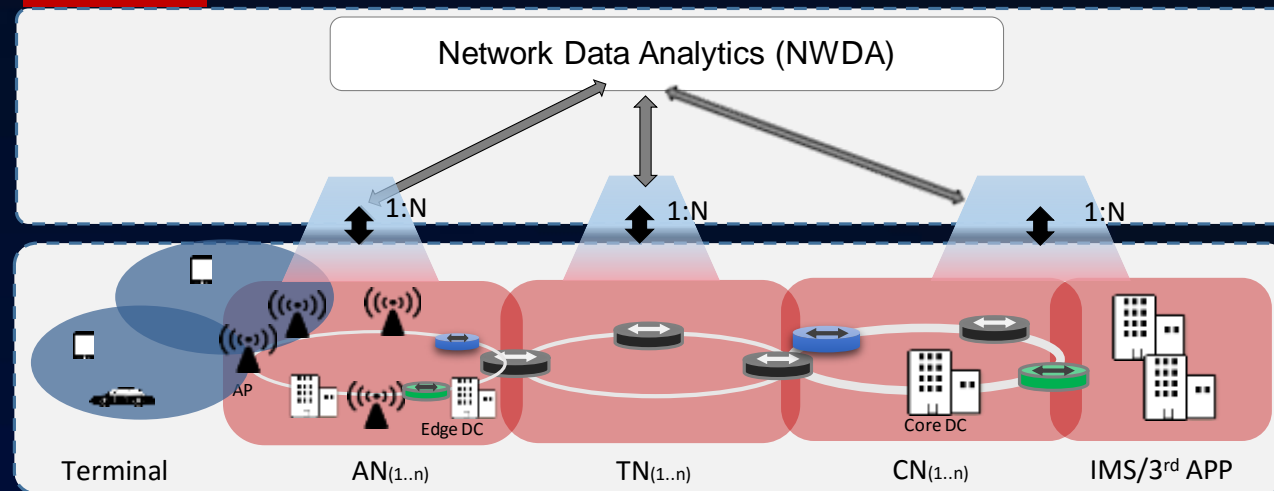 Network Data Analytics (NWDA)
1:N
1:N
1:N
AP
Edge DC
Core DC
Terminal
AN(1..n)
TN(1..n)
CN(1..n)
IMS/3rd APP